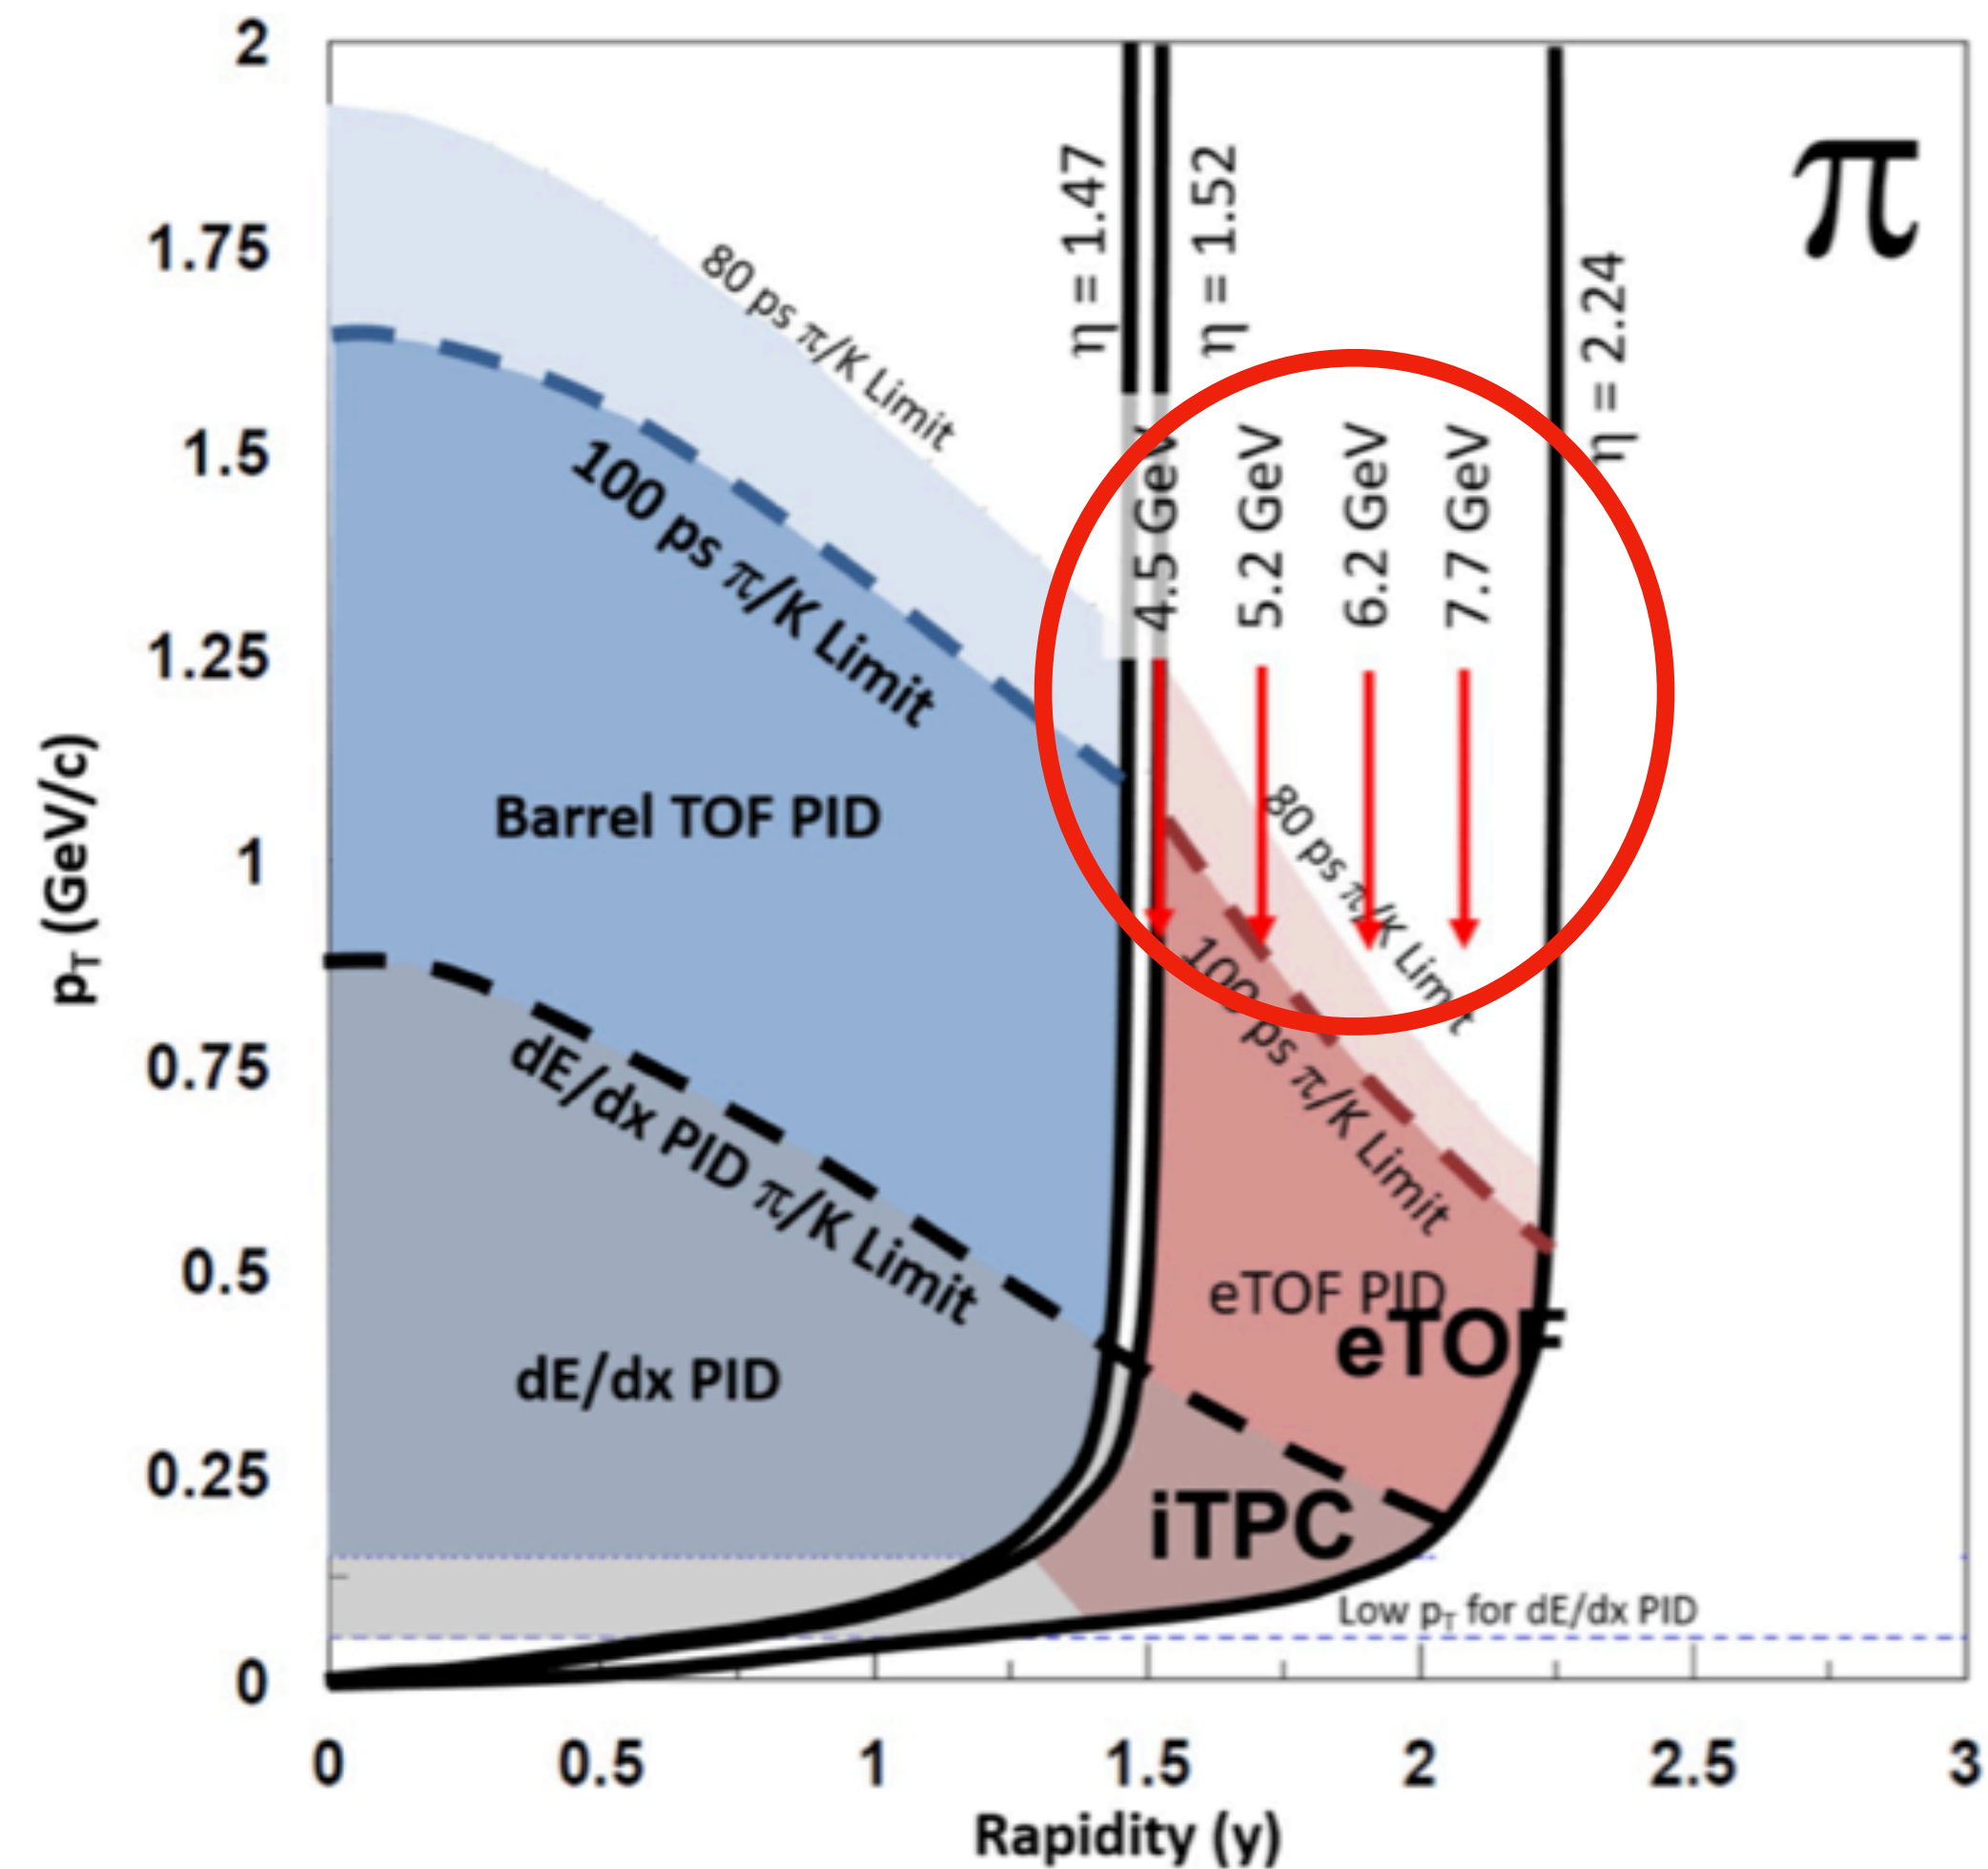 2
1.75
1.5
1.25
1
0.75
0.5
0.25
0
pT (GeV/c)
0
0.5
1
1.5
2
2.5
3
Rapidity (y)
π
η = 1.47
η = 1.52
η = 2.24
80 ps π/K Limit
100 ps π/K Limit
Barrel TOF PID
dE/dx PID π/K Limit
dE/dx PID
4.5 GeV
5.2 GeV
6.2 GeV
7.7 GeV
80 ps π/K Limit
100 ps π/K Limit
eTOF PID
eTOF
iTPC
Low pT for dE/dx PID